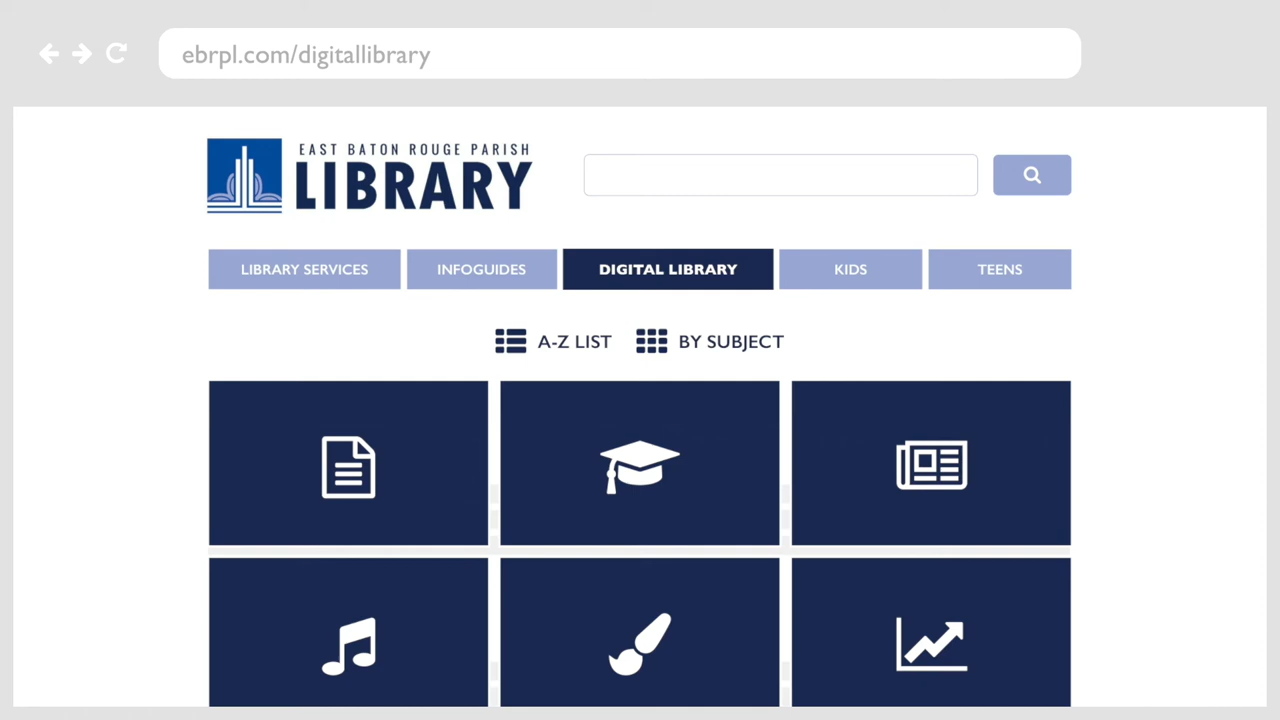 ebrpl.com/digitallibrary
EAST BATON ROUGE PARISH
LIBRARY
LIBRARY SERVICES
INFOGUIDES
DIGITAL LIBRARY
KIDS
TEENS
A-Z LIST
BY SUBJECT